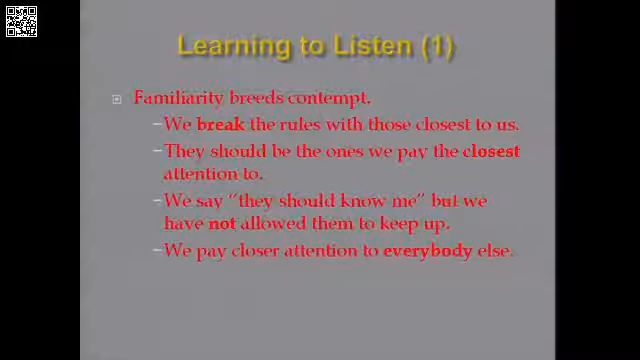 Learning to Listen (1)
Familiarity breeds contempt.
–We break the rules with those closest to us.
–They should be the ones we pay the closest
attention to.
–We say “they should know me” but we
have not allowed them to keep up.
–We pay closer attention to everybody else.